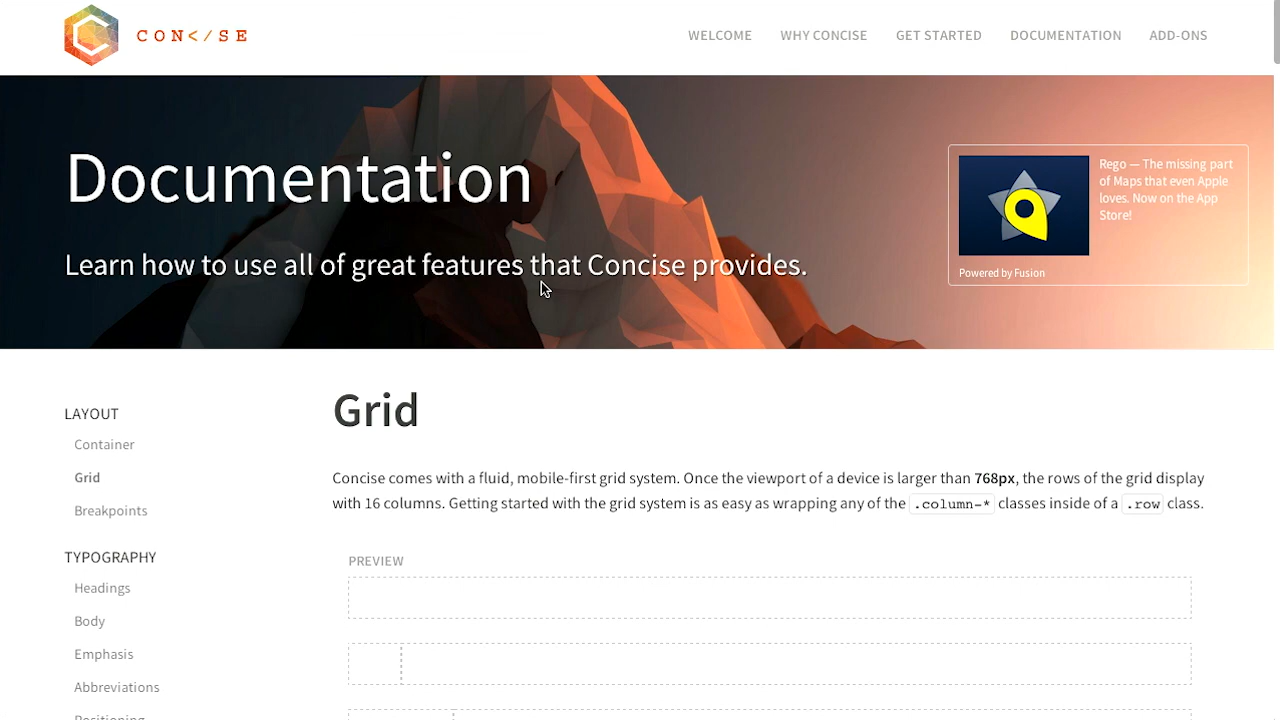 CON</SE
WELCOME WHY CONCISE GET STARTED DOCUMENTATION ADD-ONS
Documentation
Learn how to use all of great features that Concise provides.
Rego — The missing part
of Maps that even Apple
loves. Now on the App
Store!
Powered by Fusion
LAYOUT
Container
Grid
Breakpoints
TYPOGRAPHY
Headings
Body
Emphasis
Abbreviations
Positioning
Grid
Concise comes with a fluid, mobile-first grid system. Once the viewport of a device is larger than 768px, the rows of the grid display
with 16 columns. Getting started with the grid system is as easy as wrapping any of the .column-* classes inside of a .row class.
PREVIEW